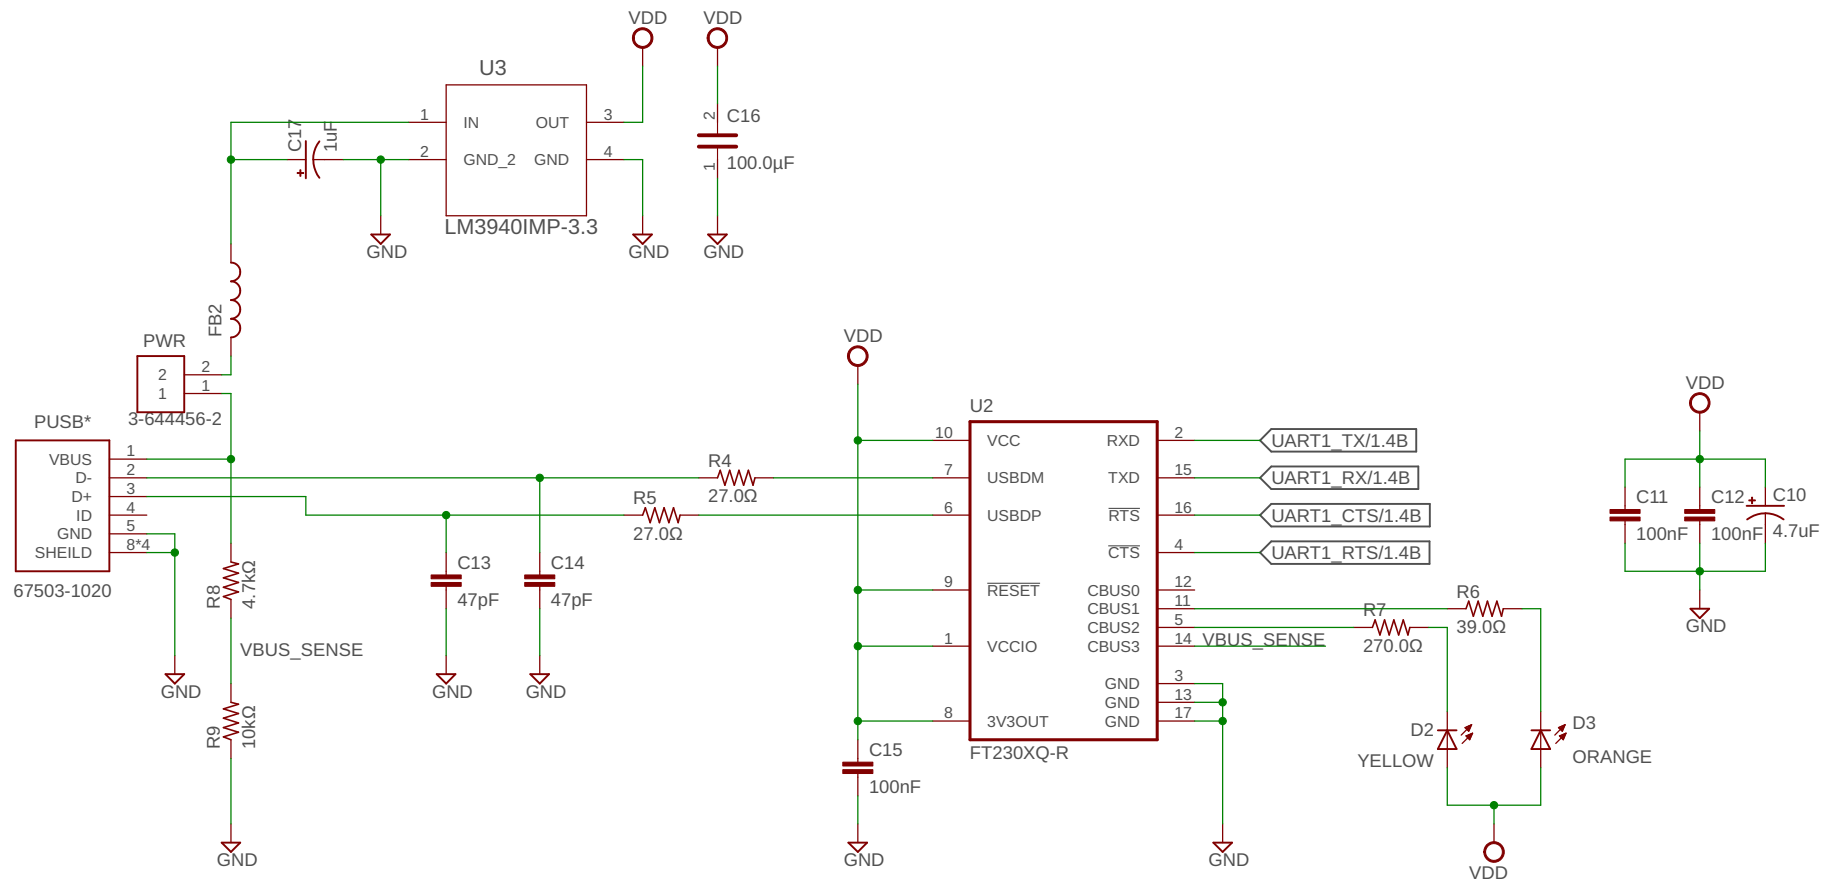 VDD
VDD
U3
C17
1uF
1
IN
OUT
3
2
GND_2
GND
4
LM3940IMP-3.3
2
C16
1
100.0µF
GND
GND
GND
FB2
PWR
2
2
1
1
3-644456-2
PUSB*
VBUS
1
D-
2
D+
3
ID
4
GND
5
SHEILD
8*4
67503-1020
R8
4.7kΩ
VBUS_SENSE
GND
R9
10kΩ
GND
R4
27.0Ω
R5
27.0Ω
C13
47pF
C14
47pF
GND
GND
VDD
U2
10
VCC
RXD
2
UART1_TX/1.4B
7
USBDM
TXD
15
UART1_RX/1.4B
6
USBDP
RTS
16
UART1_CTS/1.4B
CTS
4
UART1_RTS/1.4B
9
RESET
CBUS0
12
CBUS1
11
CBUS2
5
1
VCCIO
CBUS3
14
VBUS_SENSE
GND
3
GND
13
8
3V3OUT
GND
17
FT230XQ-R
C15
100nF
GND
GND
R6
39.0Ω
R7
270.0Ω
D2
YELLOW
D3
ORANGE
VDD
VDD
C11
100nF
C12
100nF
C10
4.7uF
GND